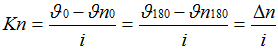 Kn = (ϑ0 − ϑn0) / i = (ϑ180 − ϑn180) / i = Δn / i